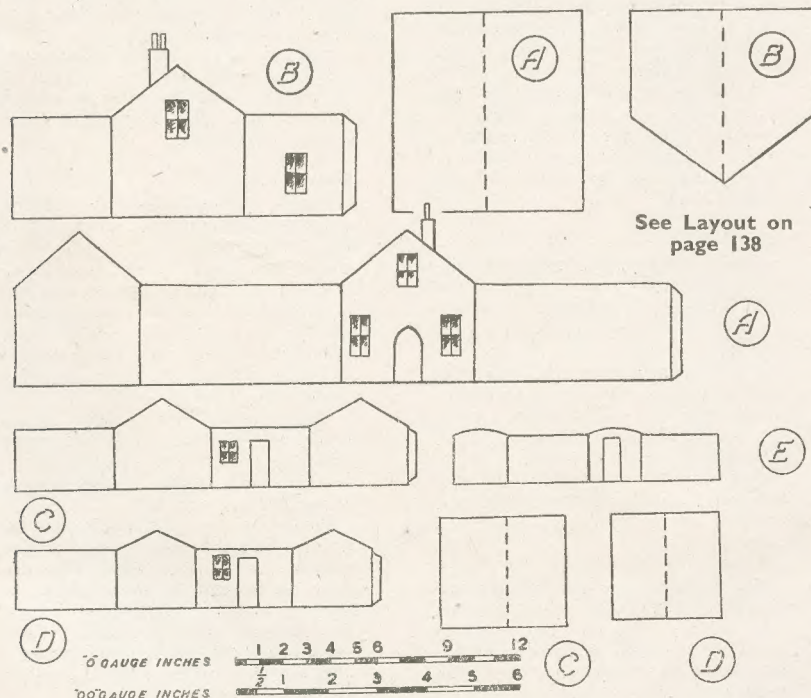 B
A
B
See Layout on
page 138
A
C
E
D
"O" GAUGE INCHES 1 2 3 4 5 6 9 12
"OO" GAUGE INCHES 1/2 1 2 3 4 5 6
C
D